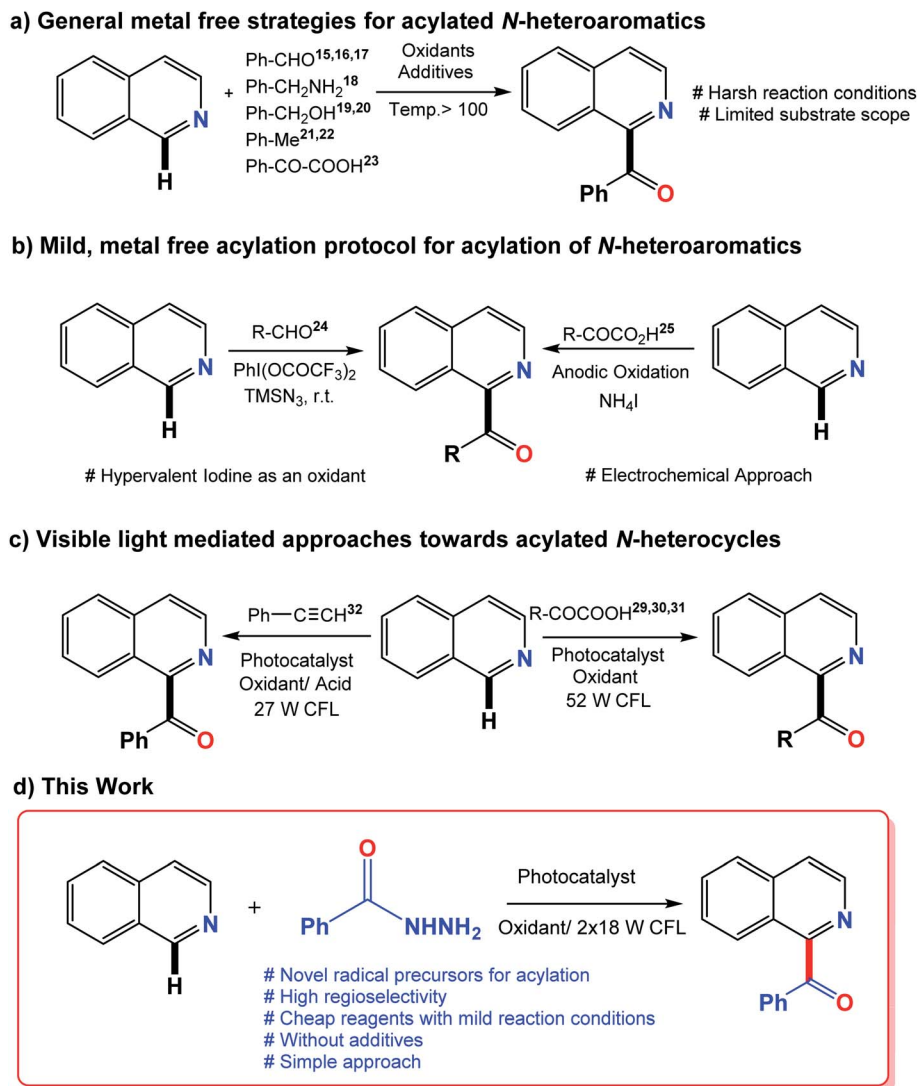 a) General metal free strategies for acylated N-heteroaromatics
N
H
+
Ph-CHO15,16,17
Ph-CH2NH218
Ph-CH2OH19,20
Ph-Me21,22
Ph-CO-COOH23
Oxidants
Additives
Temp.> 100
N
Ph
O
# Harsh reaction conditions
# Limited substrate scope
b) Mild, metal free acylation protocol for acylation of N-heteroaromatics
N
H
R-CHO24
PhI(OCOCF3)2
TMSN3, r.t.
N
R
O
R-COCO2H25
Anodic Oxidation
NH4I
N
H
# Hypervalent Iodine as an oxidant
# Electrochemical Approach
c) Visible light mediated approaches towards acylated N-heterocycles
N
Ph
O
Ph—C≡CH32
Photocatalyst
Oxidant/ Acid
27 W CFL
N
H
R-COCOOH29,30,31
Photocatalyst
Oxidant
52 W CFL
N
R
O
d) This Work
N
H
+
O
Ph
NHNH2
Photocatalyst
Oxidant/ 2x18 W CFL
N
Ph
O
# Novel radical precursors for acylation
# High regioselectivity
# Cheap reagents with mild reaction conditions
# Without additives
# Simple approach